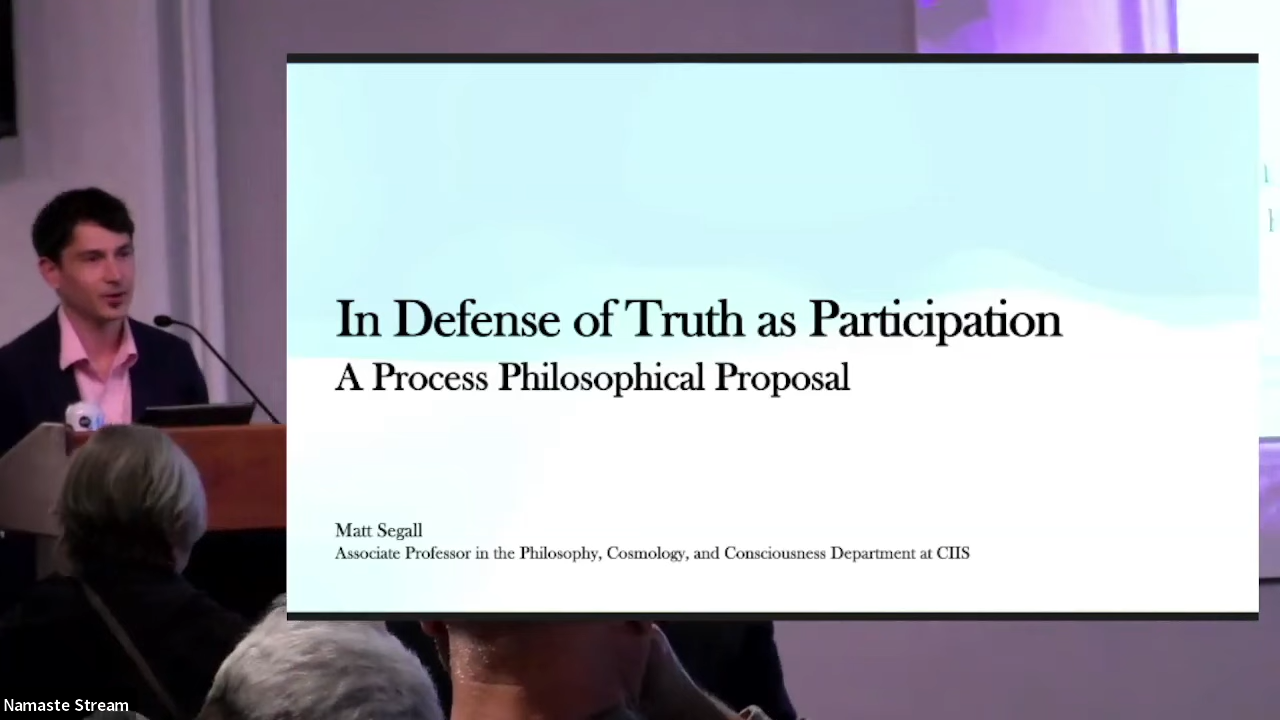 In Defense of Truth as Participation
A Process Philosophical Proposal
Matt Segall
Associate Professor in the Philosophy, Cosmology, and Consciousness Department at CIIS
Namaste Stream